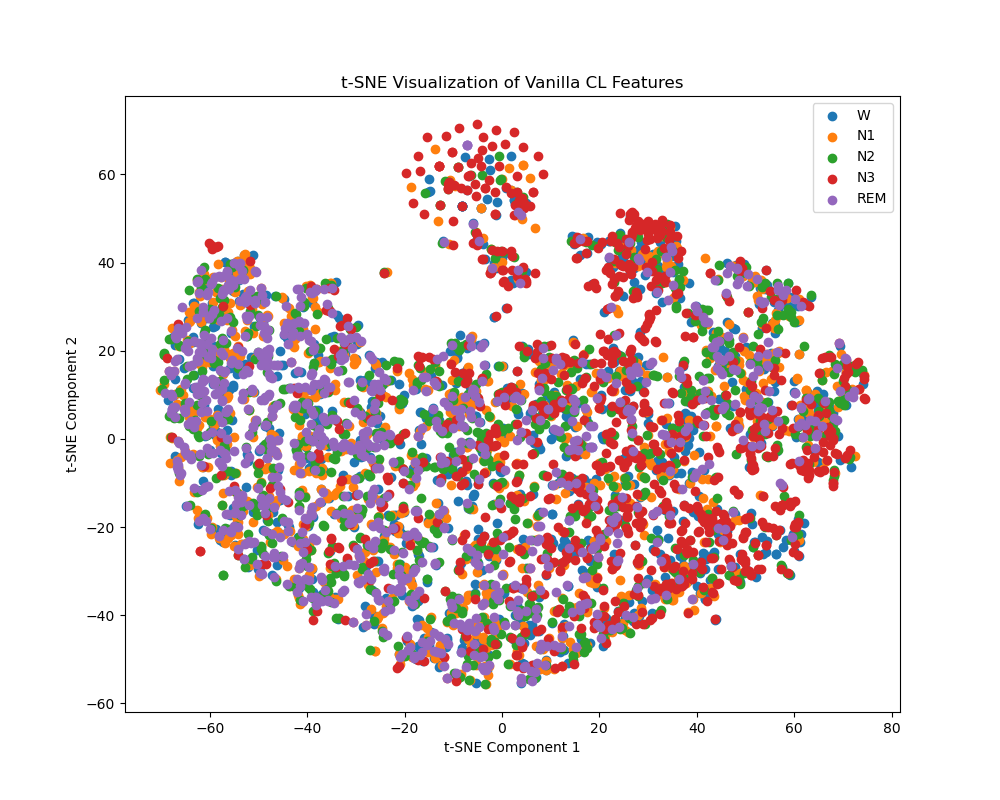 t-SNE Visualization of Vanilla CL Features
W
N1
N2
N3
REM
60
40
20
0
−20
−40
−60
t-SNE Component 2
−60
−40
−20
0
20
40
60
80
t-SNE Component 1